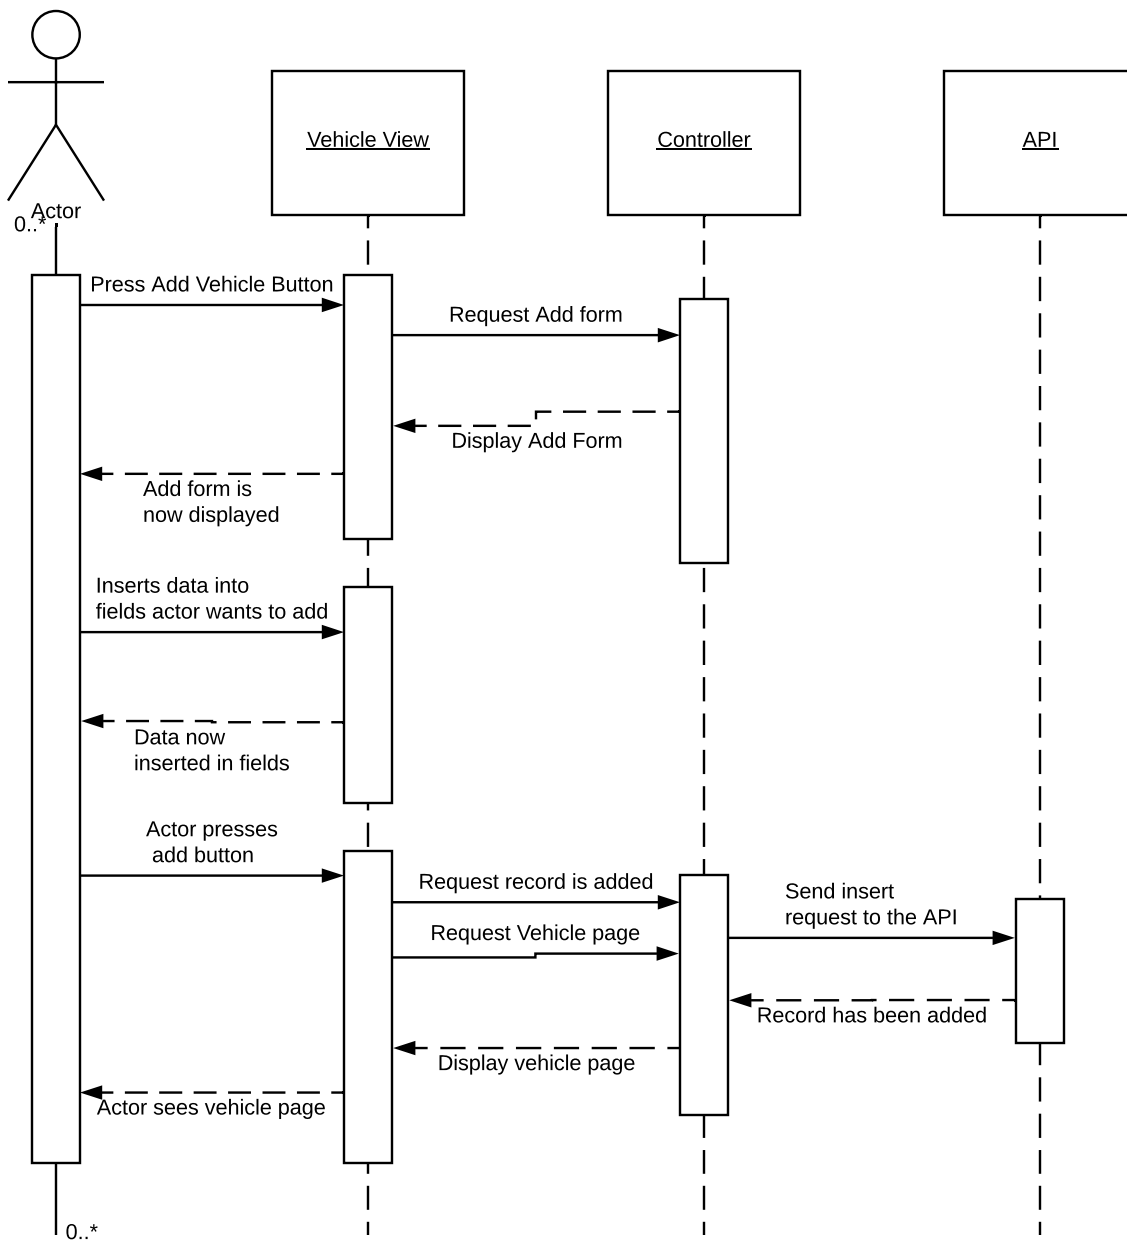 Vehicle View
Controller
API
Actor
0..*
Press Add Vehicle Button
Request Add form
Display Add Form
Add form is
now displayed
Inserts data into
fields actor wants to add
Data now
inserted in fields
Actor presses
add button
Request record is added
Send insert
request to the API
Request Vehicle page
Record has been added
Display vehicle page
Actor sees vehicle page
0..*